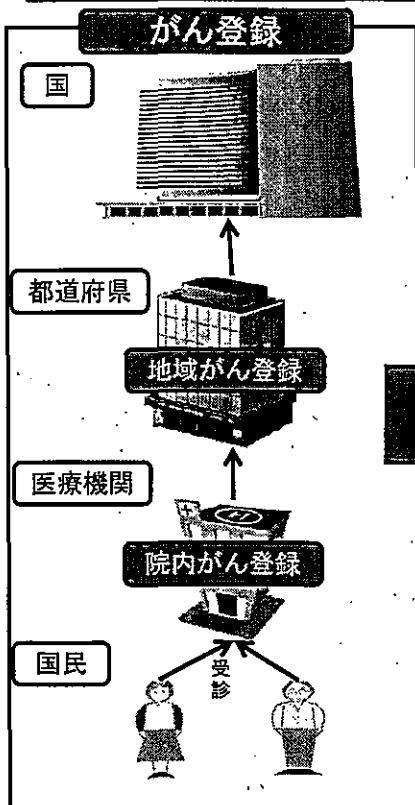 がん登録
国
都道府県
地域がん登録
医療機関
院内がん登録
国民
受診